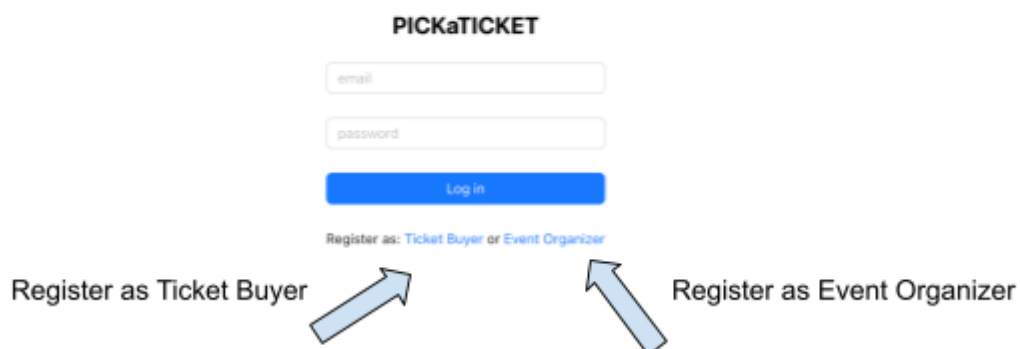 PICKaTICKET
email
password
Log in
Register as: Ticket Buyer or Event Organizer
Register as Ticket Buyer
Register as Event Organizer